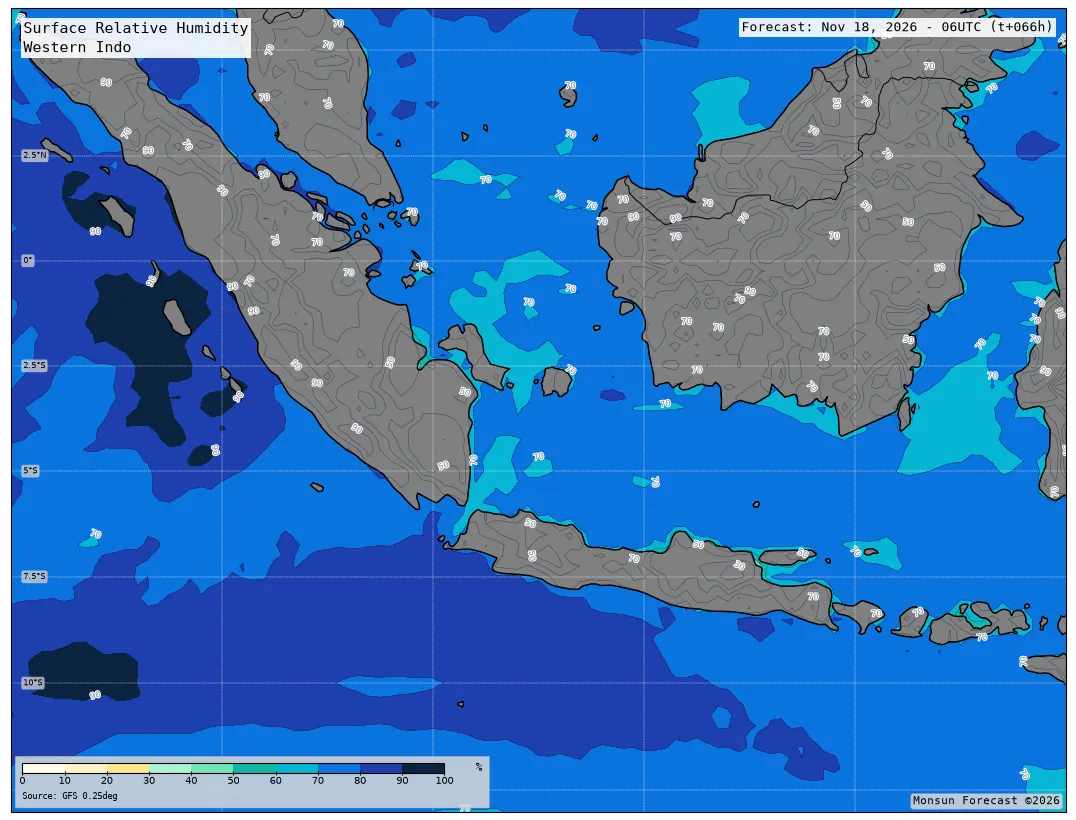 Surface Relative Humidity
Western Indo
Forecast: Nov 18, 2026 - 06UTC (t+066h)
2.5°N
0°
2.5°S
5°S
7.5°S
10°S
0 10 20 30 40 50 60 70 80 90 100
%
Source: GFS 0.25deg
Monsun Forecast ©2026